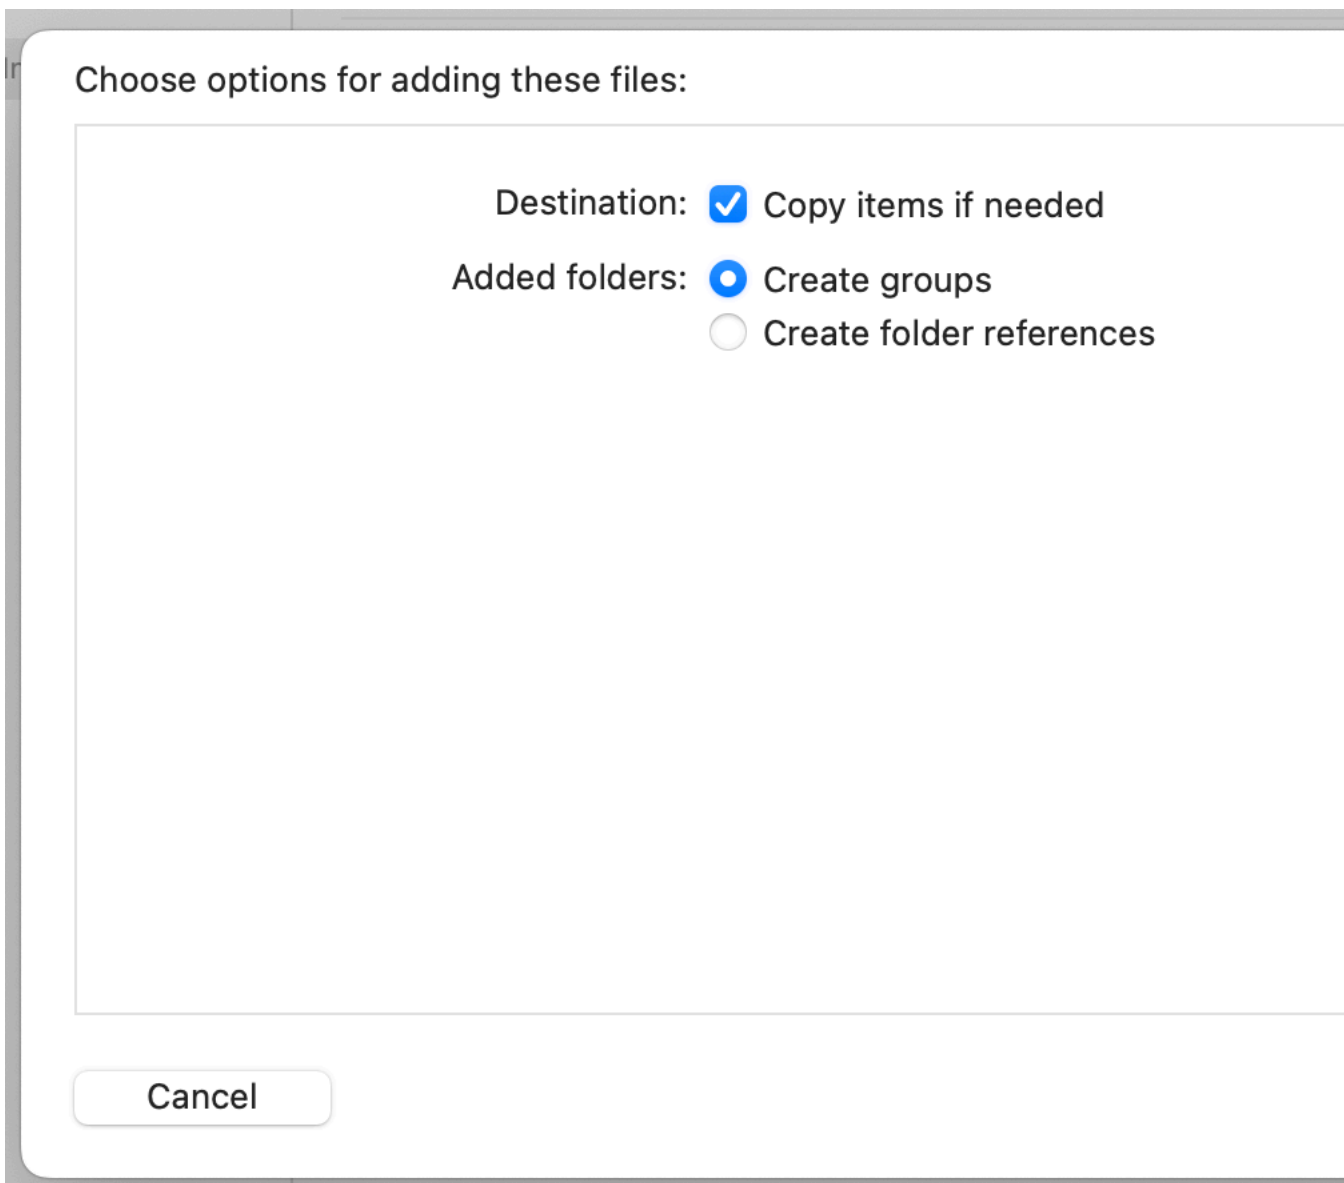 Choose options for adding these files:
Destination: Copy items if needed
Added folders: Create groups
Create folder references
Cancel